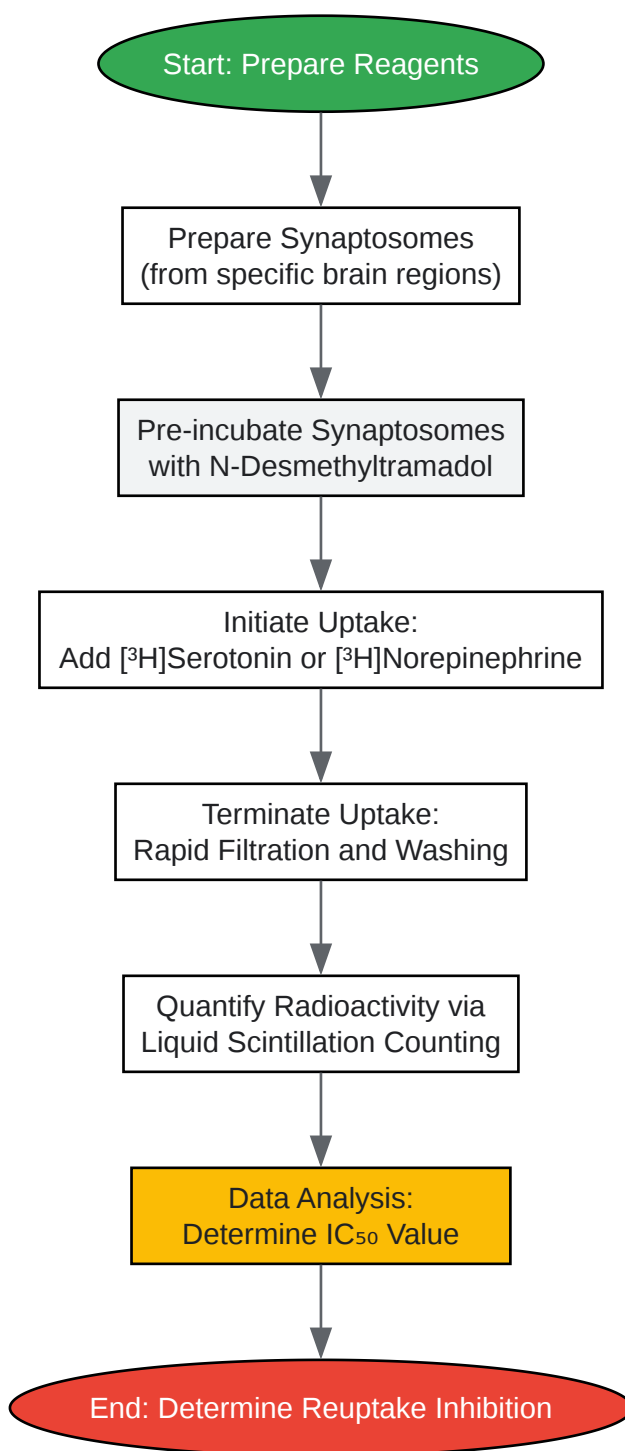 Start: Prepare Reagents
Prepare Synaptosomes
(from specific brain regions)
Pre-incubate Synaptosomes
with N-Desmethyltramadol
Initiate Uptake:
Add [³H]Serotonin or [³H]Norepinephrine
Terminate Uptake:
Rapid Filtration and Washing
Quantify Radioactivity via
Liquid Scintillation Counting
Data Analysis:
Determine IC₅₀ Value
End: Determine Reuptake Inhibition